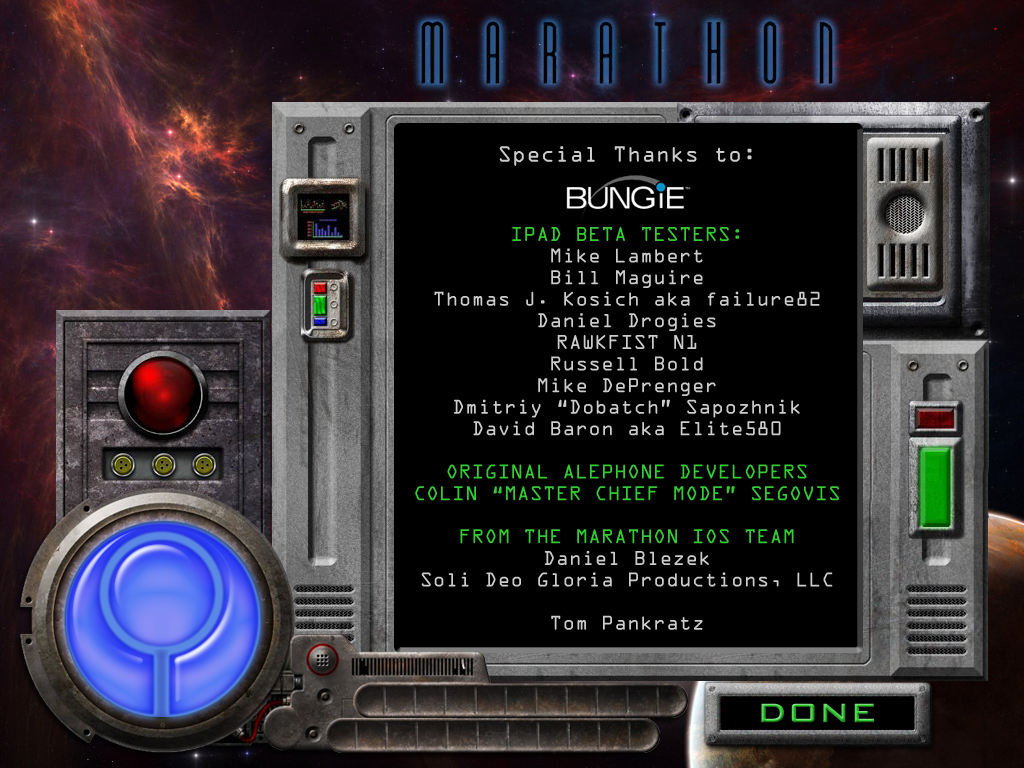 MARATHON
Special Thanks to:
BUNGiE™
IPAD BETA TESTERS:
Mike Lambert
Bill Maguire
Thomas J. Kosich aka failure82
Daniel Drogies
RAWKFIST N1
Russell Bold
Mike DePrenger
Dmitriy “Dobatch” Sapozhnik
David Baron aka Elite580
ORIGINAL ALEPHONE DEVELOPERS
COLIN “MASTER CHIEF MODE” SEGOVIS
FROM THE MARATHON IOS TEAM
Daniel Blezek
Soli Deo Gloria Productions, LLC
Tom Pankratz
DONE